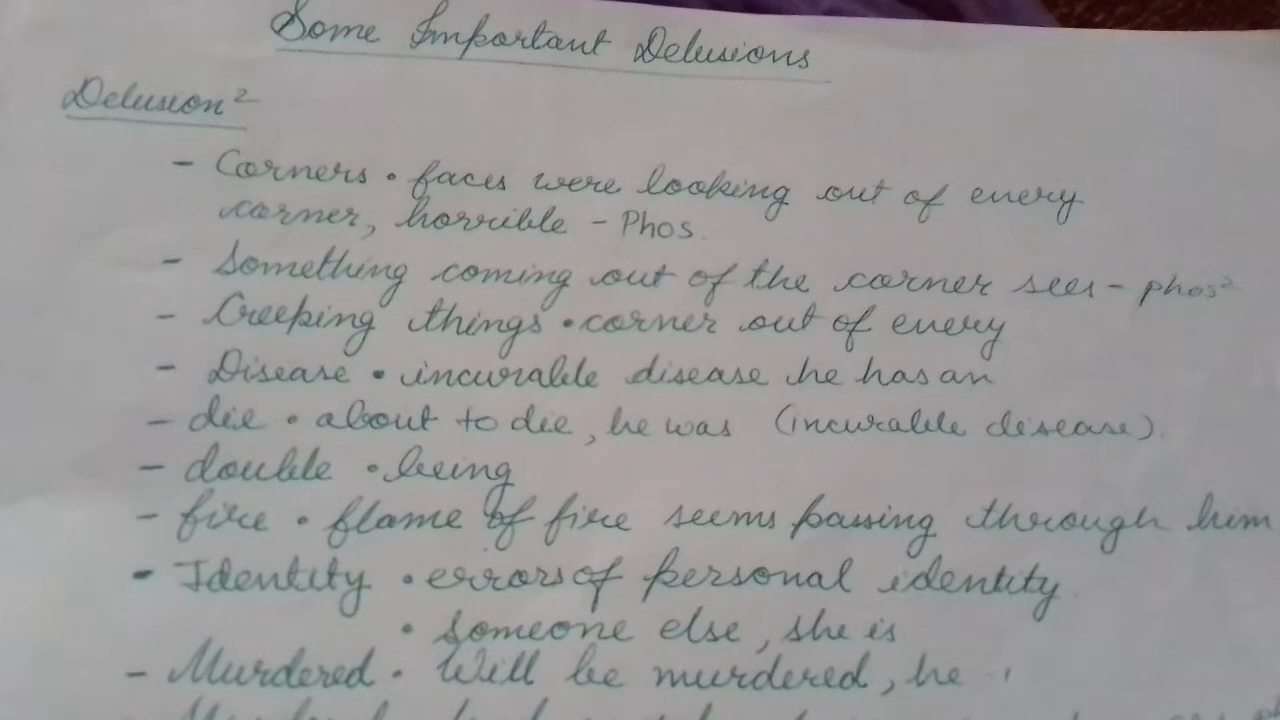 Some Important Delusions
Delusion²
- Corners • faces were looking out of every
corner, horrible - Phos.
- Something coming out of the corner sees - phos²
- Creeping things • corner out of every
- Disease • incurable disease he has an
- die • about to die, he was (incurable disease).
- double • being
- fire • flame of fire seems passing through him
- Identity • errors of personal identity
• Someone else, she is
- Murdered • Will be murdered, he